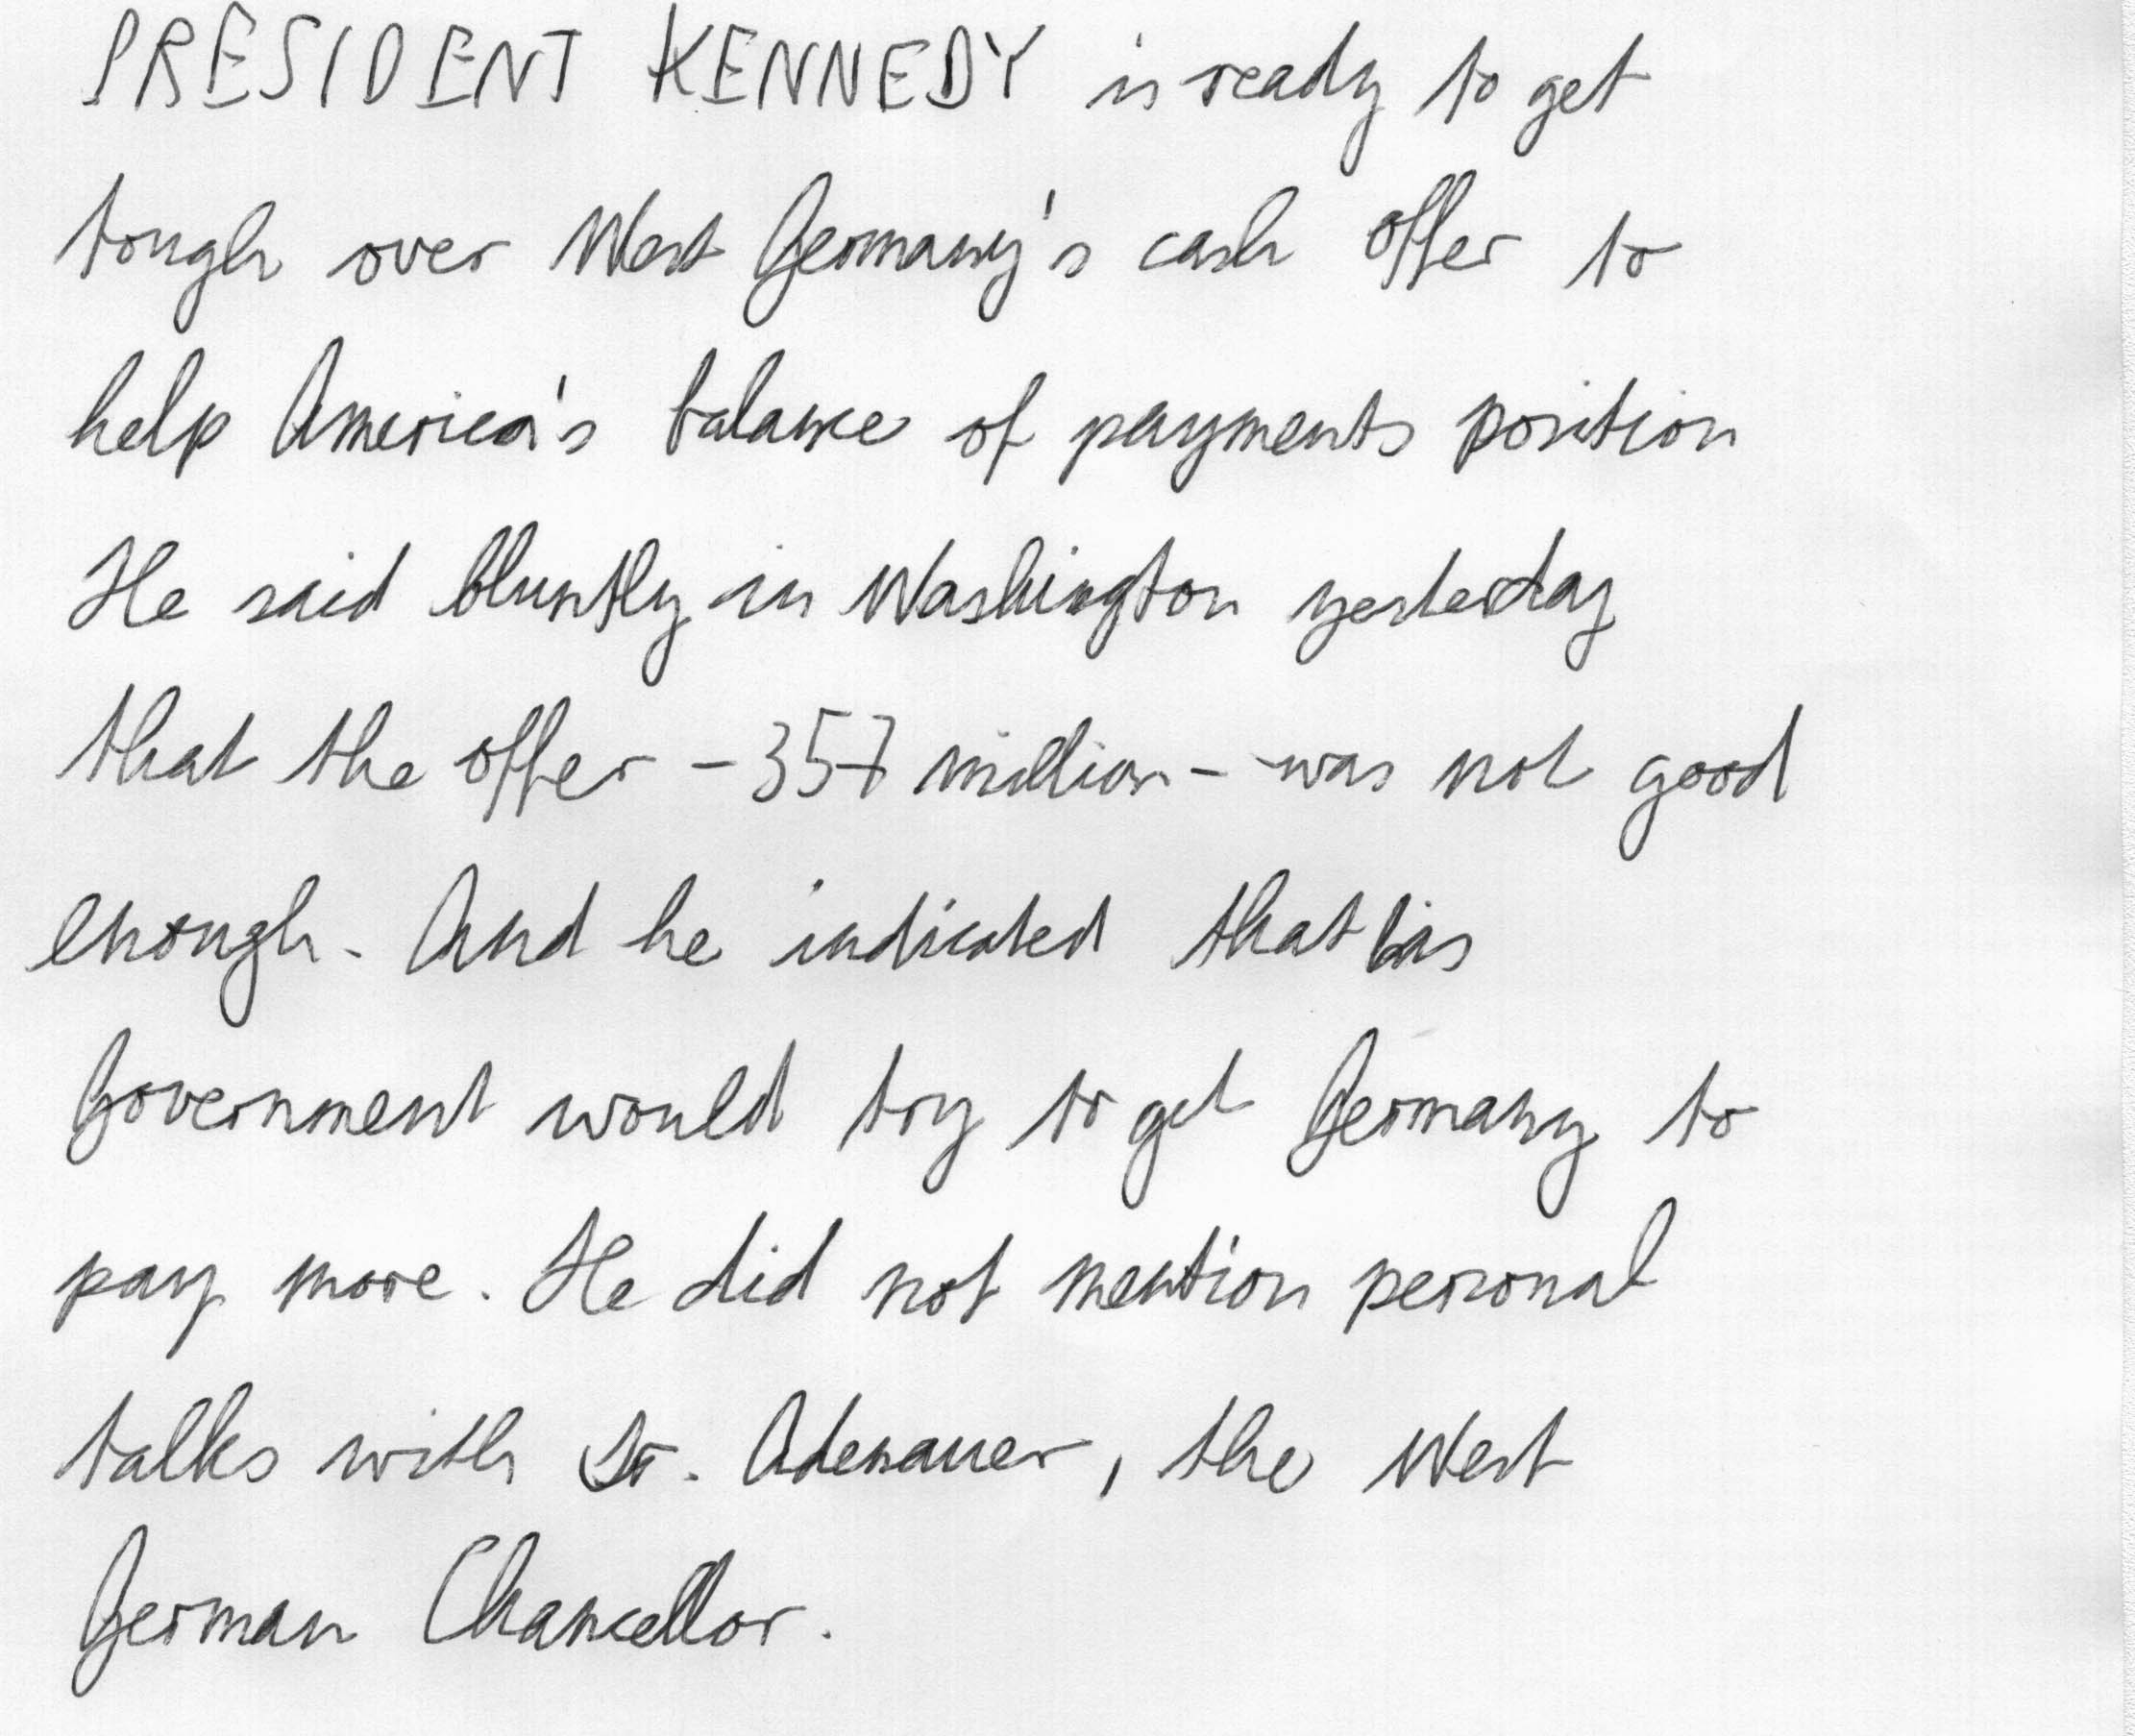 PRESIDENT KENNEDY is ready to get
tough over West Germany's cash offer to
help America's balance of payments position
He said bluntly in Washington yesterday
that the offer - 357 million - was not good
enough. And he indicated that his
Government would try to get Germany to
pay more. He did not mention personal
talks with Dr. Adenauer, the West
German Chancellor.